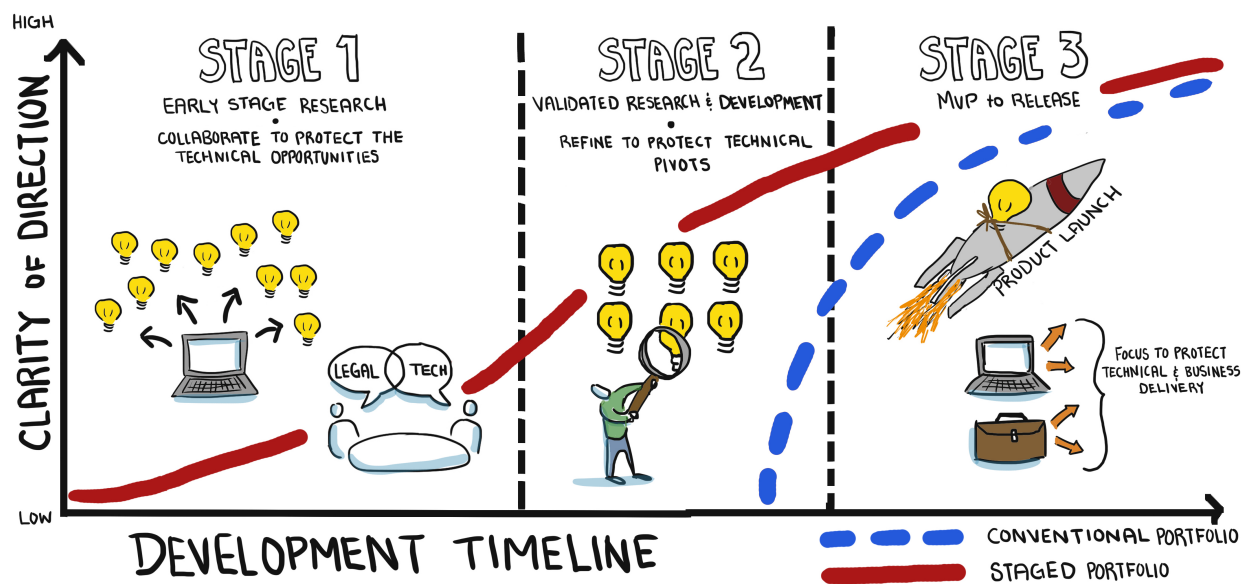 HIGH
STAGE 1
EARLY STAGE RESEARCH
•
COLLABORATE TO PROTECT THE
TECHNICAL OPPORTUNITIES
STAGE 2
VALIDATED RESEARCH & DEVELOPMENT
•
REFINE TO PROTECT TECHNICAL
PIVOTS
STAGE 3
MVP to RELEASE
CLARITY OF DIRECTION
LEGAL
TECH
PRODUCT LAUNCH
FOCUS TO PROTECT
TECHNICAL & BUSINESS
DELIVERY
LOW
DEVELOPMENT TIMELINE
CONVENTIONAL PORTFOLIO
STAGED PORTFOLIO